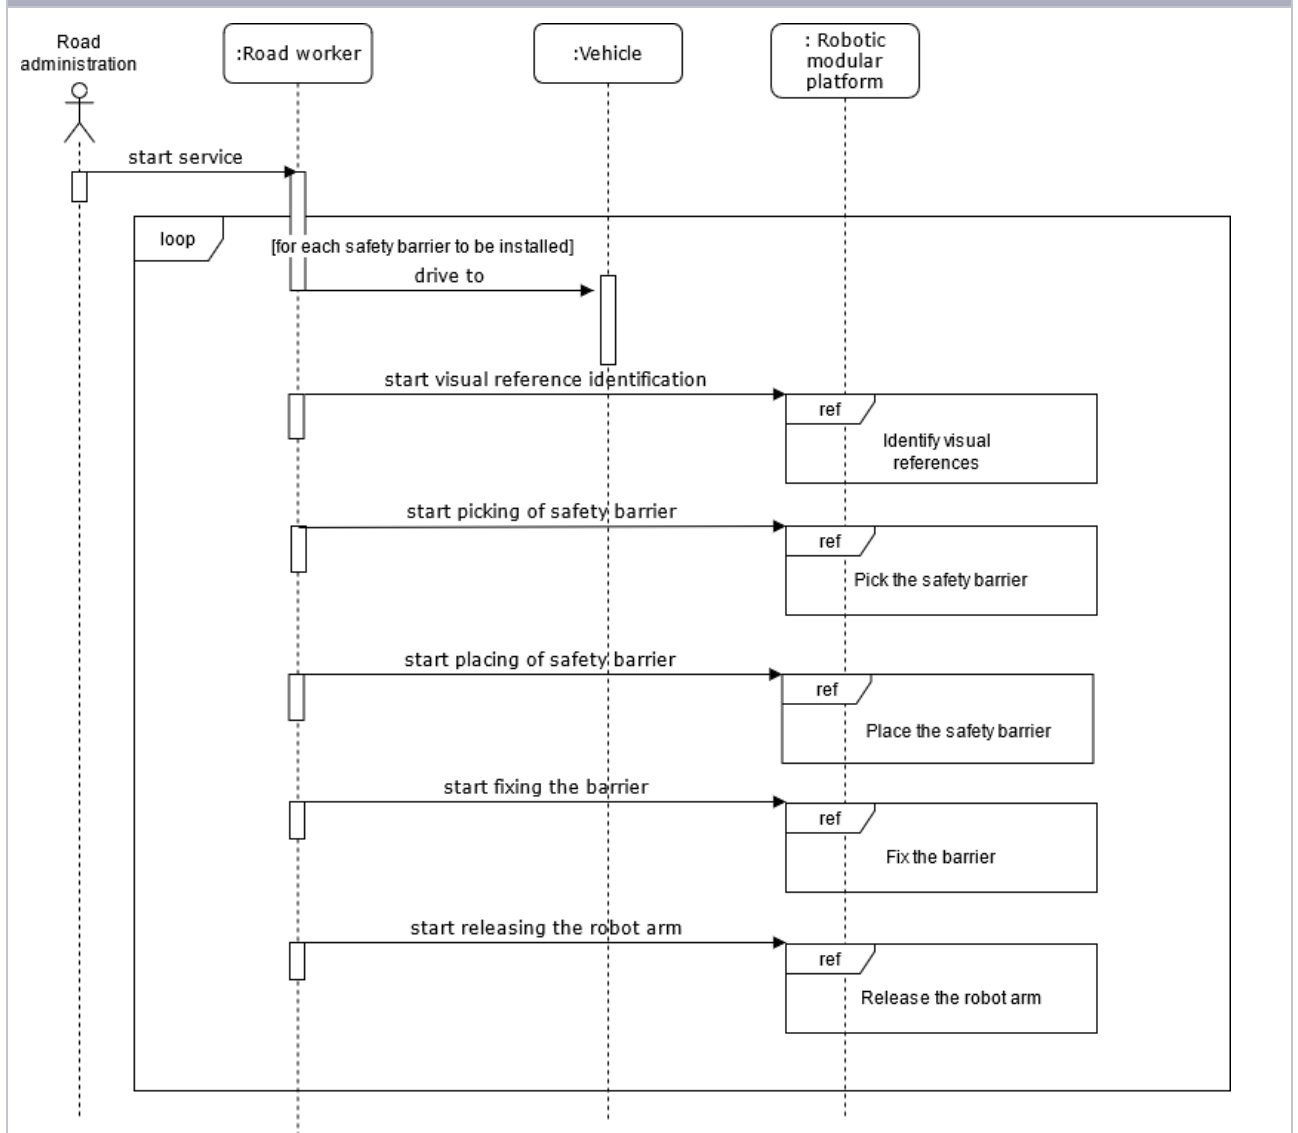 Road
administration
:Road worker
:Vehicle
: Robotic
modular
platform
start service
loop
[for each safety barrier to be installed]
drive to
start visual reference identification
ref
Identify visual
references
start picking of safety barrier
ref
Pick the safety barrier
start placing of safety barrier
ref
Place the safety barrier
start fixing the barrier
ref
Fix the barrier
start releasing the robot arm
ref
Release the robot arm